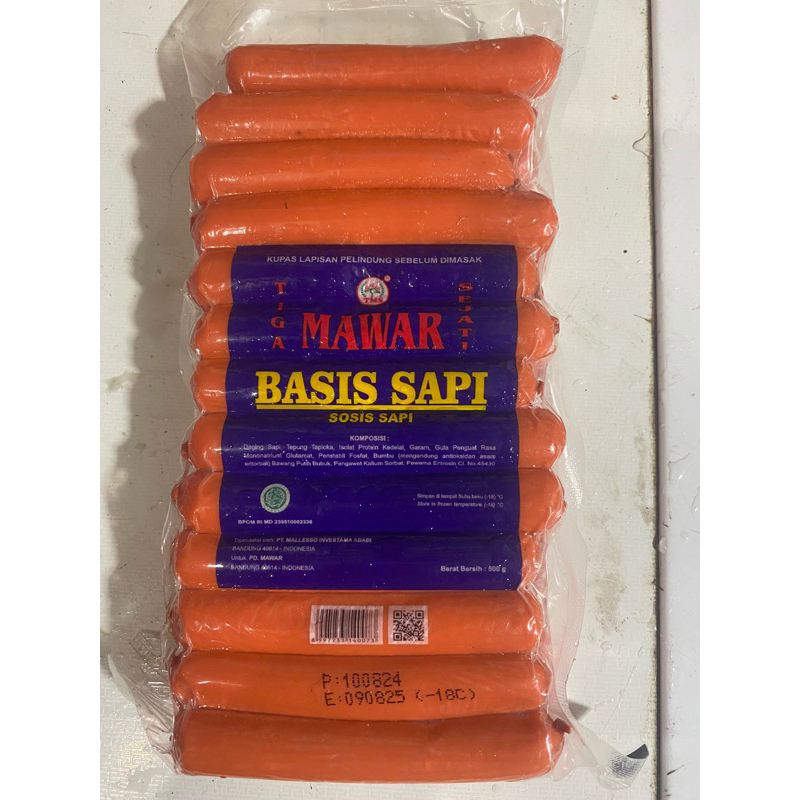 KUPAS LAPISAN PELINDUNG SEBELUM DIMASAK
TMS
TIGA
MAWAR
SEJATI
BASIS SAPI
SOSIS SAPI
KOMPOSISI :
Daging Sapi, Tepung Tapioka, Isolat Protein Kedelai, Garam, Gula Penguat Rasa
Mononatrium Glutamat, Penstabil Fosfat, Bumbu (mengandung antioksidan asam
eritorbat) Bawang Putih Bubuk, Pengawet Kalium Sorbat, Pewarna Eritrosin CI. No.45430
Simpan di tempat Suhu beku (-18) °C
Store in frozen temperature (-18) °C
BPOM RI MD
PT. MALLESSO INVESTAMA ABADI
BANDUNG 40614 - INDONESIA
Untuk PD. MAWAR
BANDUNG 40614 - INDONESIA
Berat Bersih : 500 g
P:100824
E:090825 (-18C)